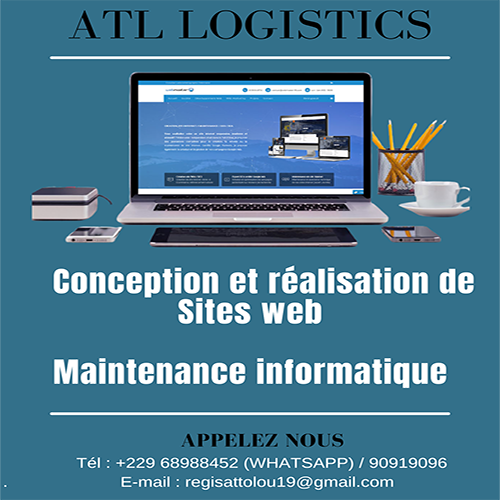 ATL LOGISTICS
Conception et réalisation de
Sites web
Maintenance informatique
APPELEZ NOUS
Tél : +229 68988452 (WHATSAPP) / 90919096
E-mail : regisattolou19@gmail.com
.